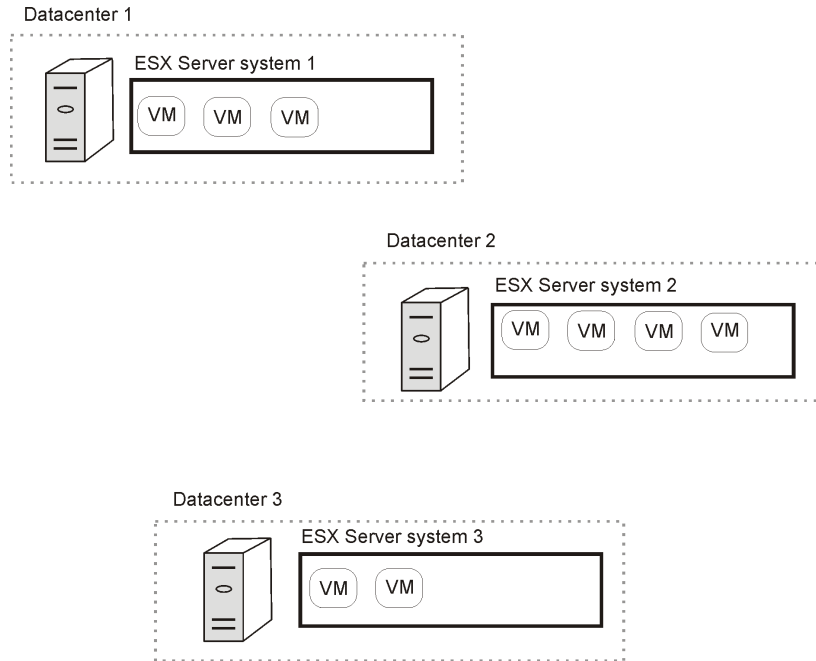 Datacenter 1
ESX Server system 1
VM VM VM
Datacenter 2
ESX Server system 2
VM VM VM VM
Datacenter 3
ESX Server system 3
VM VM